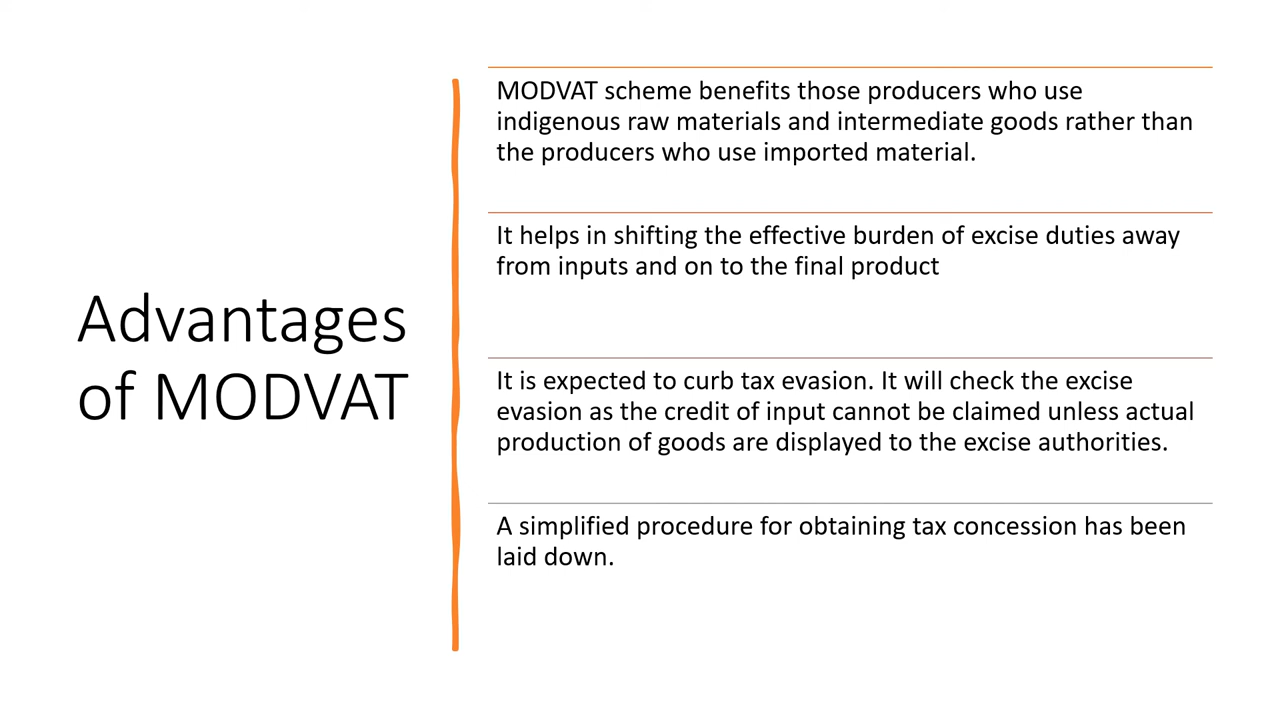 Advantages
of MODVAT
MODVAT scheme benefits those producers who use
indigenous raw materials and intermediate goods rather than
the producers who use imported material.
It helps in shifting the effective burden of excise duties away
from inputs and on to the final product
It is expected to curb tax evasion. It will check the excise
evasion as the credit of input cannot be claimed unless actual
production of goods are displayed to the excise authorities.
A simplified procedure for obtaining tax concession has been
laid down.